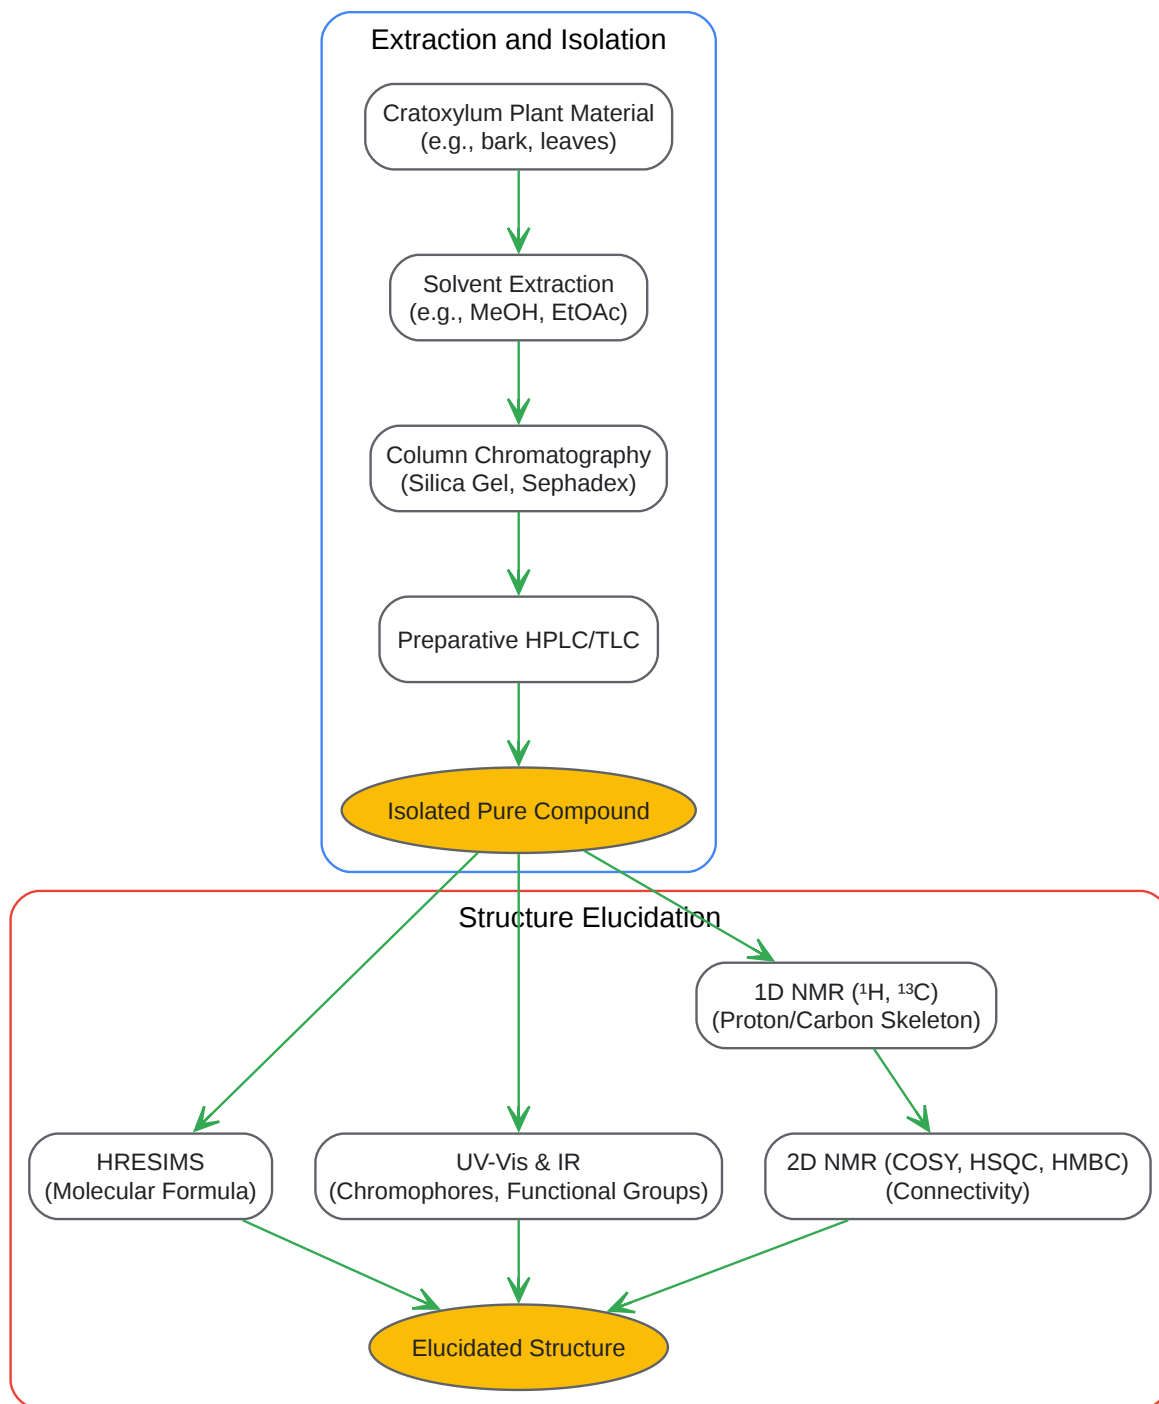 Extraction and Isolation
Cratoxylum Plant Material
(e.g., bark, leaves)
Solvent Extraction
(e.g., MeOH, EtOAc)
Column Chromatography
(Silica Gel, Sephadex)
Preparative HPLC/TLC
Isolated Pure Compound
Structure Elucidation
1D NMR (¹H, ¹³C)
(Proton/Carbon Skeleton)
HRESIMS
(Molecular Formula)
UV-Vis & IR
(Chromophores, Functional Groups)
2D NMR (COSY, HSQC, HMBC)
(Connectivity)
Elucidated Structure